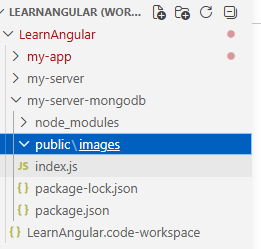 LEARNANGULAR (WOR...
LearnAngular
my-app
my-server
my-server-mongodb
node_modules
public\images
JS index.js
{} package-lock.json
{} package.json
{} LearnAngular.code-workspace